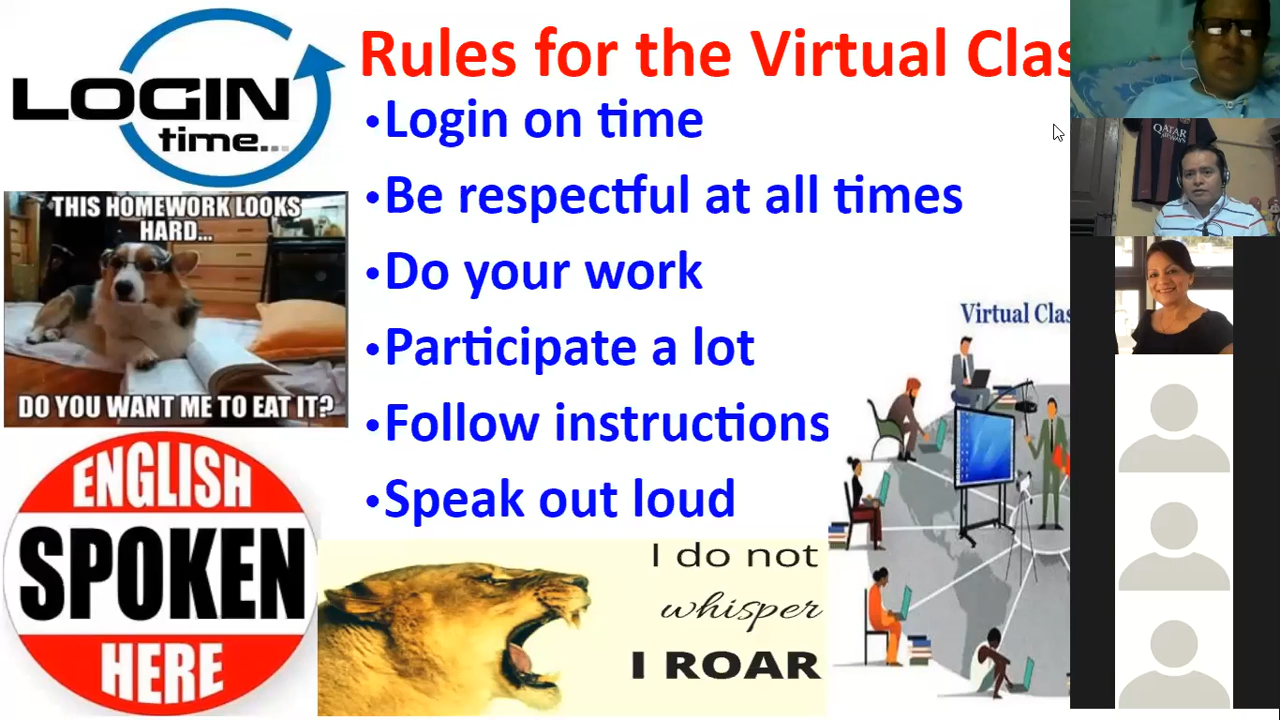 LOGIN
time...
Rules for the Virtual Clas
•Login on time
•Be respectful at all times
•Do your work
•Participate a lot
•Follow instructions
•Speak out loud
THIS HOMEWORK LOOKS
HARD...
DO YOU WANT ME TO EAT IT?
ENGLISH
SPOKEN
HERE
I do not
whisper
I ROAR
Virtual Clas
QATAR
AIRWAYS